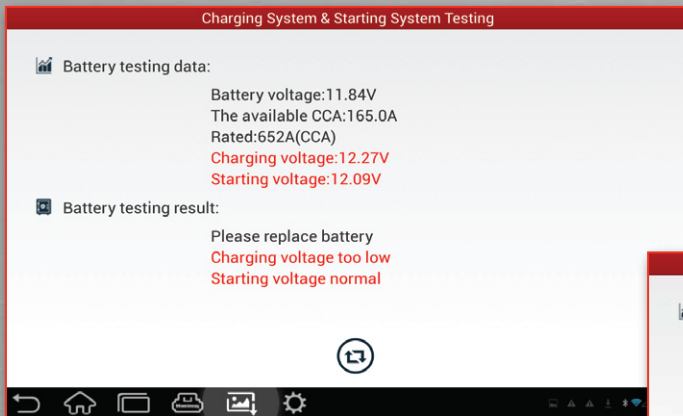 Charging System & Starting System Testing
Battery testing data:
Battery voltage:11.84V
The available CCA:165.0A
Rated:652A(CCA)
Charging voltage:12.27V
Starting voltage:12.09V
Battery testing result:
Please replace battery
Charging voltage too low
Starting voltage normal